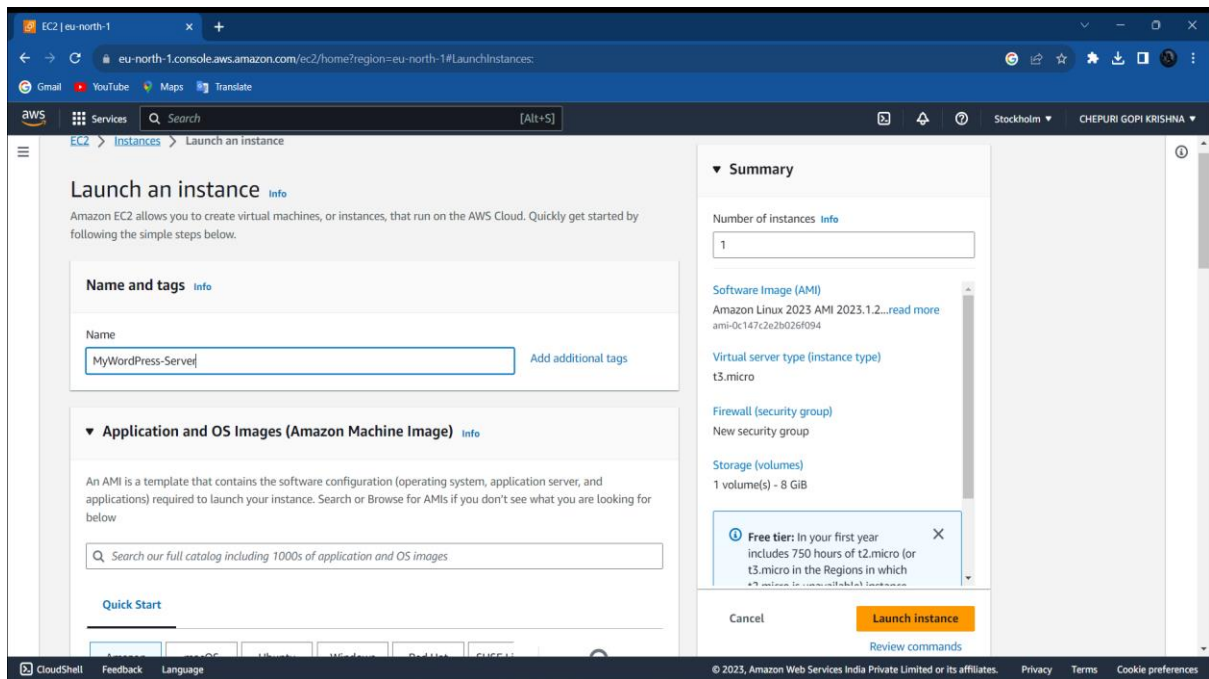 EC2 | eu-north-1
eu-north-1.console.aws.amazon.com/ec2/home?region=eu-north-1#LaunchInstances:
Gmail YouTube Maps Translate
aws Services Search [Alt+S] Stockholm CHEPURI GOPI KRISHNA
EC2 > Instances > Launch an instance
Launch an instance Info
Amazon EC2 allows you to create virtual machines, or instances, that run on the AWS Cloud. Quickly get started by
following the simple steps below.
Name and tags Info
Name
MyWordPress-Server
Add additional tags
Application and OS Images (Amazon Machine Image) Info
An AMI is a template that contains the software configuration (operating system, application server, and
applications) required to launch your instance. Search or Browse for AMIs if you don't see what you are looking for
below
Search our full catalog including 1000s of application and OS images
Quick Start
Summary
Number of instances Info
1
Software Image (AMI)
Amazon Linux 2023 AMI 2023.1.2...read more
ami-0c147c2e2b026f094
Virtual server type (instance type)
t3.micro
Firewall (security group)
New security group
Storage (volumes)
1 volume(s) - 8 GiB
Free tier: In your first year
includes 750 hours of t2.micro (or
t3.micro in the Regions in which
Cancel
Launch instance
Review commands
CloudShell Feedback Language © 2023, Amazon Web Services India Private Limited or its affiliates. Privacy Terms Cookie preferences